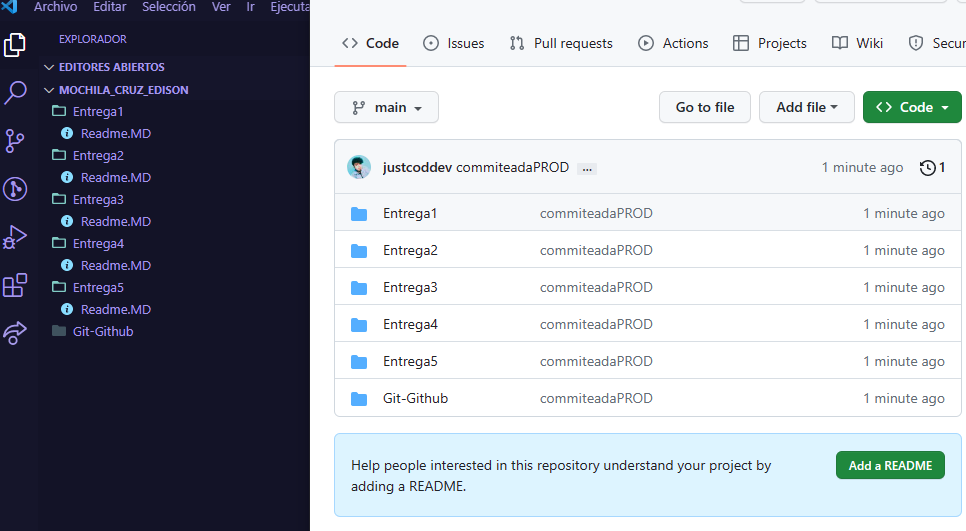 Archivo Editar Selección Ver Ir Ejecuta
EXPLORADOR
EDITORES ABIERTOS
MOCHILA_CRUZ_EDISON
Entrega1
Readme.MD
Entrega2
Readme.MD
Entrega3
Readme.MD
Entrega4
Readme.MD
Entrega5
Readme.MD
Git-Github
Code Issues Pull requests Actions Projects Wiki Secur
main Go to file Add file Code
justcoddev commiteadaPROD ... 1 minute ago 1
Entrega1 commiteadaPROD 1 minute ago
Entrega2 commiteadaPROD 1 minute ago
Entrega3 commiteadaPROD 1 minute ago
Entrega4 commiteadaPROD 1 minute ago
Entrega5 commiteadaPROD 1 minute ago
Git-Github commiteadaPROD 1 minute ago
Help people interested in this repository understand your project by
adding a README.
Add a README